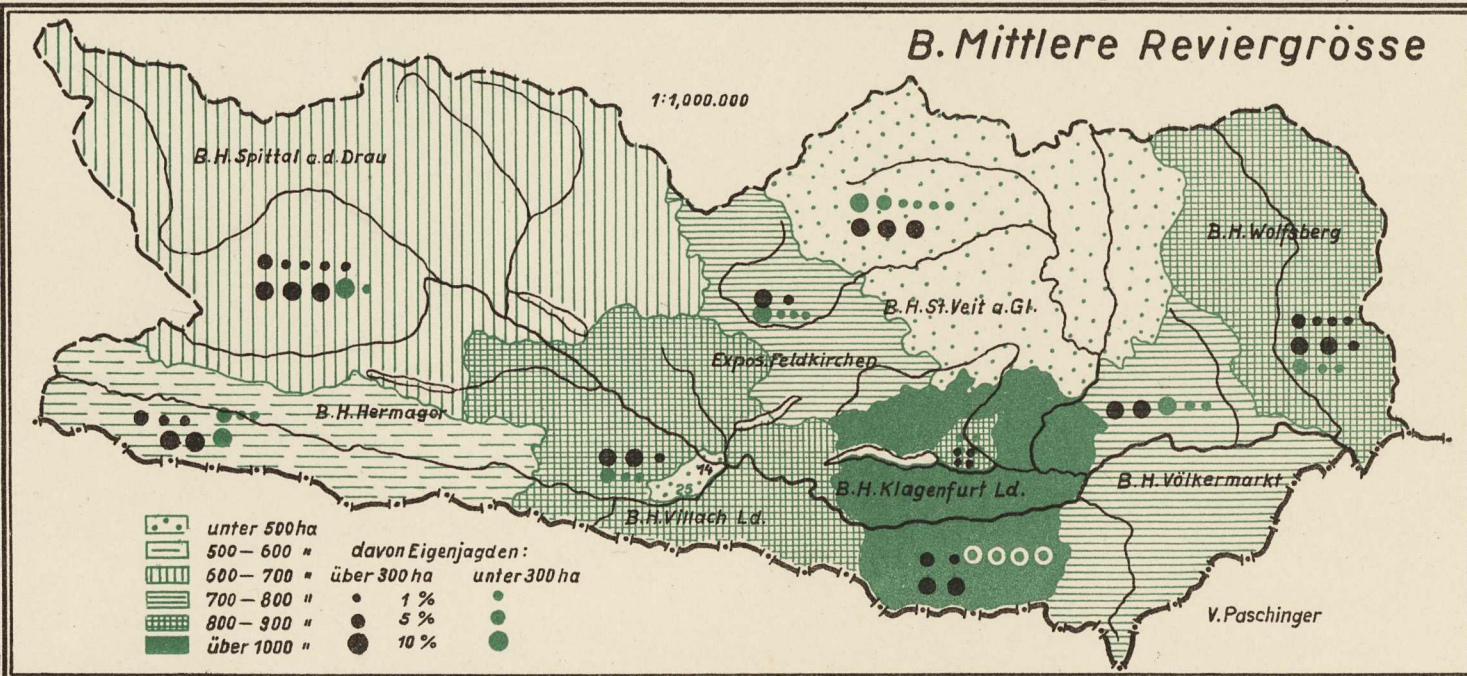 B. Mittlere Reviergrösse
1:1,000.000
B.H. Spittal a.d. Drau
B.H. Wolfsberg
B.H. St. Veit a. Gl.
Expos. Feldkirchen
B.H. Hermagor
14
25
B.H. Klagenfurt Ld.
B.H. Völkermarkt
B.H. Villach Ld.
unter 500 ha
500 — 600 " davon Eigenjagden:
600 — 700 " über 300 ha unter 300 ha
700 — 800 " 1 %
800 — 900 " 5 %
über 1000 " 10 %
V. Paschinger